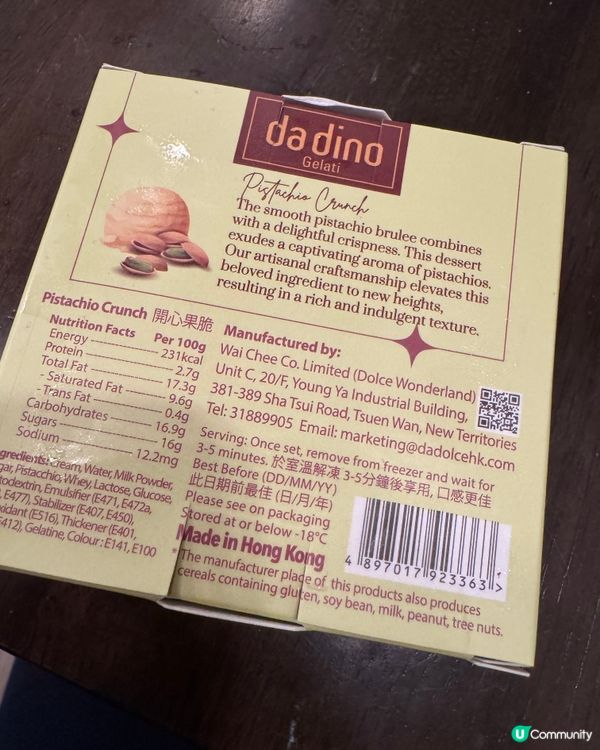 da dino
Gelati
Pistachio Crunch
The smooth pistachio brulee combines
with a delightful crispness. This dessert
exudes a captivating aroma of pistachios.
Our artisanal craftsmanship elevates this
beloved ingredient to new heights,
resulting in a rich and indulgent texture.
Pistachio Crunch 開心果脆
Nutrition Facts Per 100g
Energy 231kcal
Protein 2.7g
Total Fat 17.3g
- Saturated Fat 9.6g
- Trans Fat 0.4g
Carbohydrates 16.9g
Sugars 16g
Sodium 12.2mg
Cream, Water, Milk Powder,
Pistachio, Whey, Lactose, Glucose,
Emulsifier (E471, E472a,
E477), Stabilizer (E407, E450),
(E516), Thickener (E401,
Gelatine, Colour: E141, E100
Manufactured by:
Wai Chee Co. Limited (Dolce Wonderland)
Unit C, 20/F, Young Ya Industrial Building,
381-389 Sha Tsui Road, Tsuen Wan, New Territories
Tel: 31889905 Email: marketing@dadolcehk.com
Serving: Once set, remove from freezer and wait for
3-5 minutes. 於室溫解凍 3-5分鐘後享用, 口感更佳
Best Before (DD/MM/YY)
此日期前最佳 (日/月/年)
Please see on packaging
Stored at or below -18°C
Made in Hong Kong
*The manufacturer place of this products also produces
cereals containing gluten, soy bean, milk, peanut, tree nuts.
4 897017 923363 >
U Community